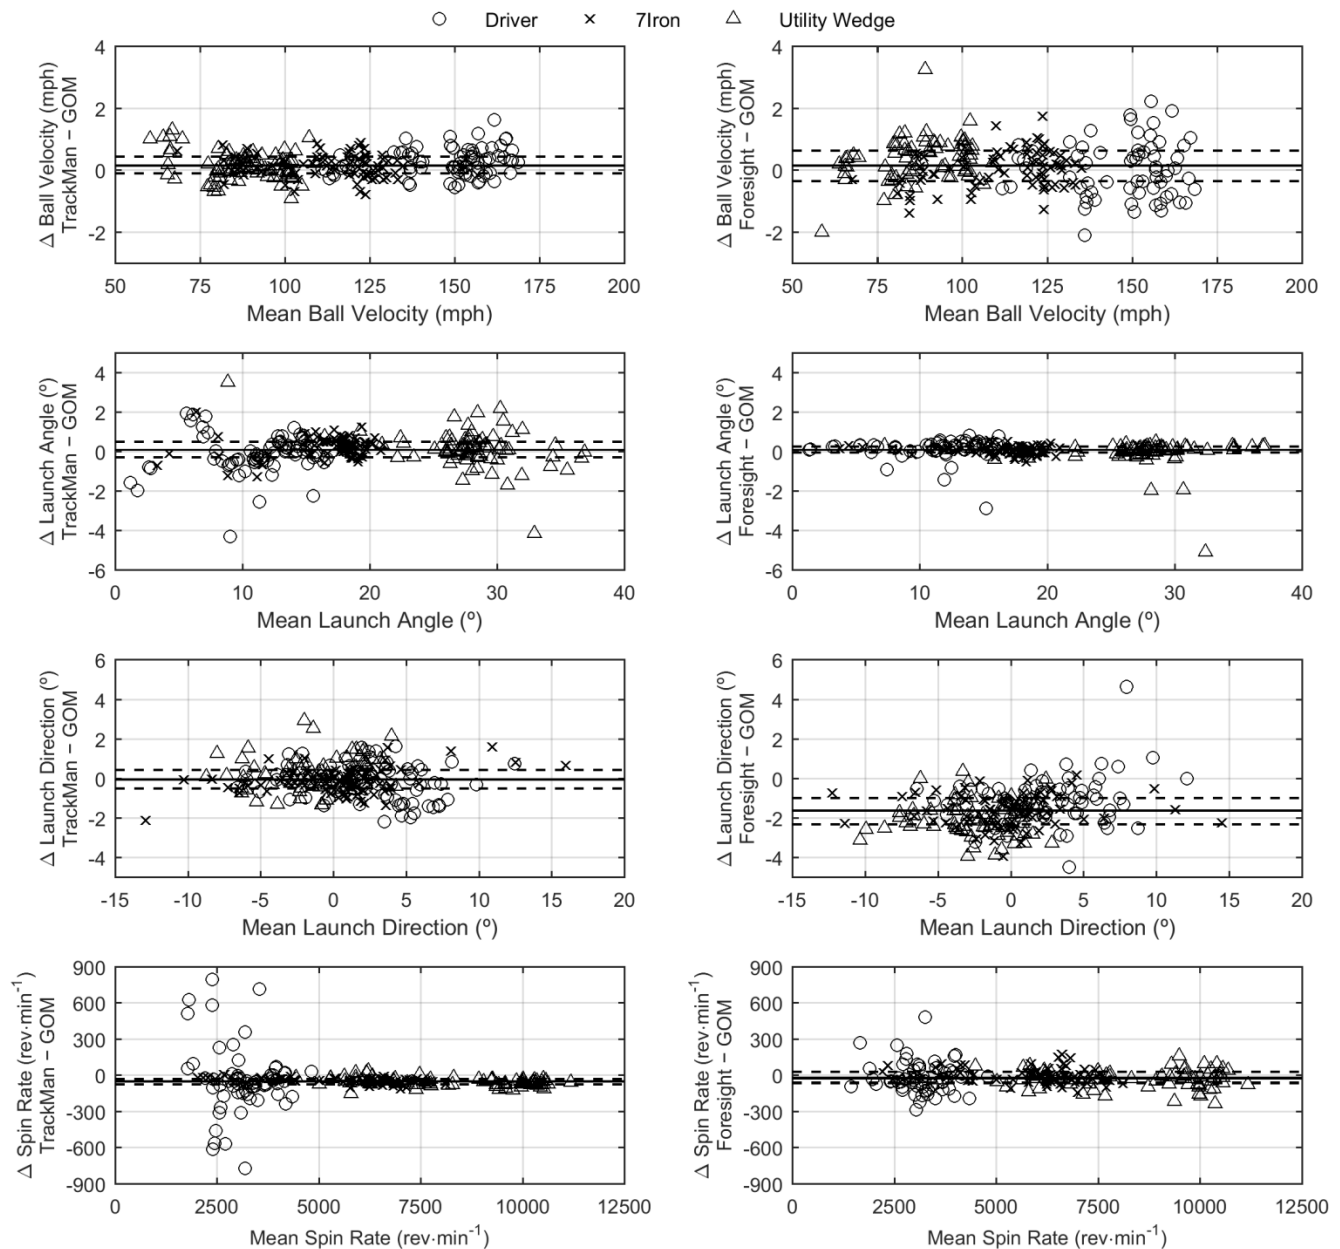 Driver 7Iron Utility Wedge
4
2
0
-2
Δ Ball Velocity (mph)
TrackMan − GOM
50 75 100 125 150 175 200
Mean Ball Velocity (mph)
4
2
0
-2
Δ Ball Velocity (mph)
Foresight − GOM
50 75 100 125 150 175 200
Mean Ball Velocity (mph)
4
2
0
-2
-4
-6
Δ Launch Angle (º)
TrackMan − GOM
0 10 20 30 40
Mean Launch Angle (º)
4
2
0
-2
-4
-6
Δ Launch Angle (º)
Foresight − GOM
0 10 20 30 40
Mean Launch Angle (º)
6
4
2
0
-2
-4
Δ Launch Direction (º)
TrackMan − GOM
-15 -10 -5 0 5 10 15 20
Mean Launch Direction (º)
6
4
2
0
-2
-4
Δ Launch Direction (º)
Foresight − GOM
-15 -10 -5 0 5 10 15 20
Mean Launch Direction (º)
900
600
300
0
-300
-600
-900
Δ Spin Rate (rev·min⁻¹)
TrackMan − GOM
0 2500 5000 7500 10000 12500
Mean Spin Rate (rev·min⁻¹)
900
600
300
0
-300
-600
-900
Δ Spin Rate (rev·min⁻¹)
Foresight − GOM
0 2500 5000 7500 10000 12500
Mean Spin Rate (rev·min⁻¹)